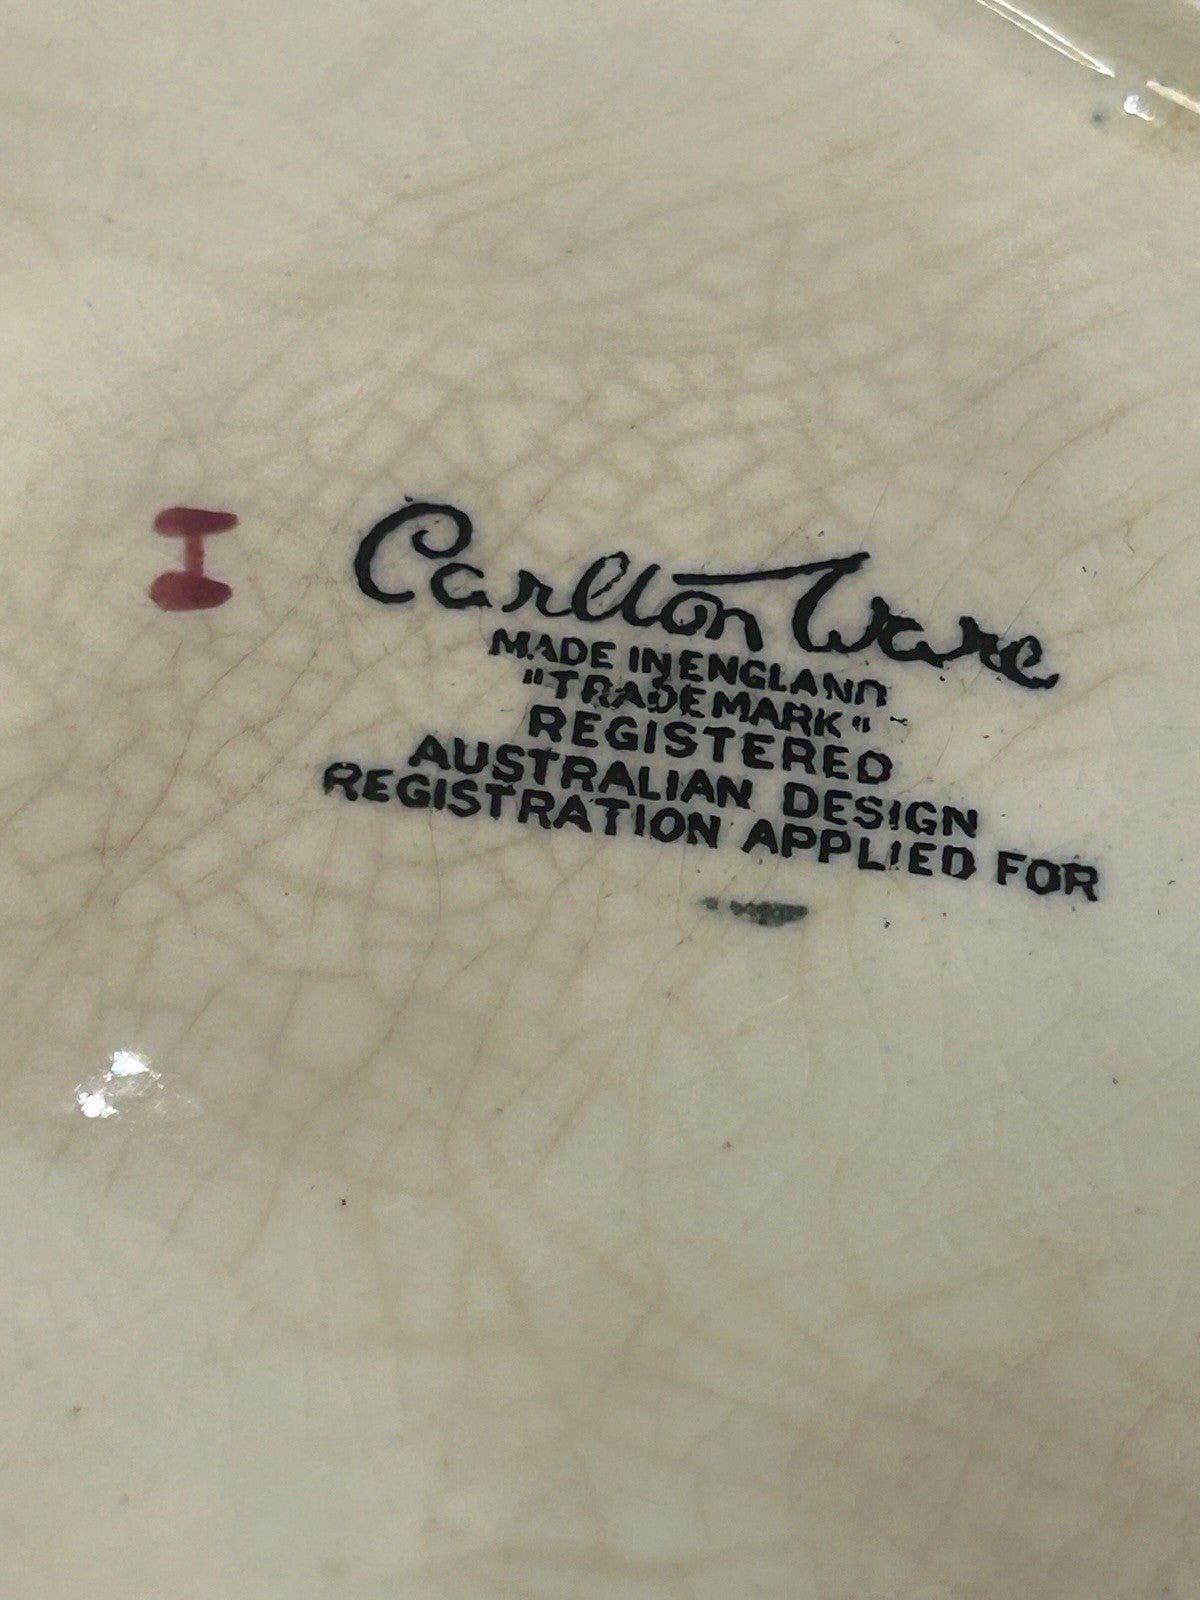 I
Carlton Ware
MADE IN ENGLAND
"TRADEMARK"
REGISTERED
AUSTRALIAN DESIGN
REGISTRATION APPLIED FOR